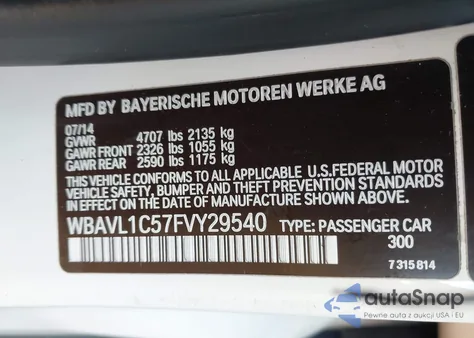 MFD BY BAYERISCHE MOTOREN WERKE AG
07/14
GVWR 4707 lbs 2135 kg
GAWR FRONT 2326 lbs 1055 kg
GAWR REAR 2590 lbs 1175 kg
THIS VEHICLE CONFORMS TO ALL APPLICABLE U.S.FEDERAL MOTOR
VEHICLE SAFETY, BUMPER AND THEFT PREVENTION STANDARDS
IN EFFECT ON THE DATE OF MANUFACTURE SHOWN ABOVE.
WBAVL1C57FVY29540 TYPE: PASSENGER CAR
300
7 315 814
autoSnap
Pewne auta z aukcji USA i EU